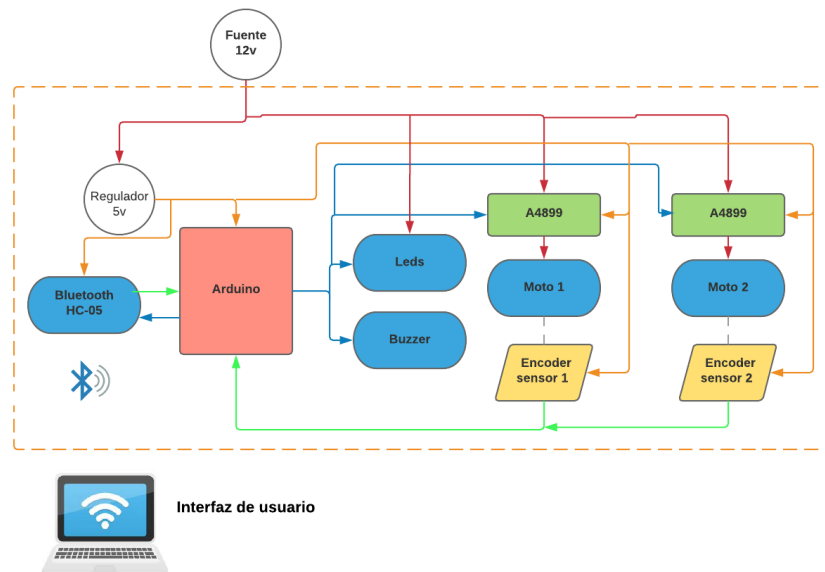 Fuente
12v
Regulador
5v
A4899
A4899
Leds
Bluetooth
HC-05
Arduino
Moto 1
Moto 2
Buzzer
Encoder
sensor 1
Encoder
sensor 2
Interfaz de usuario